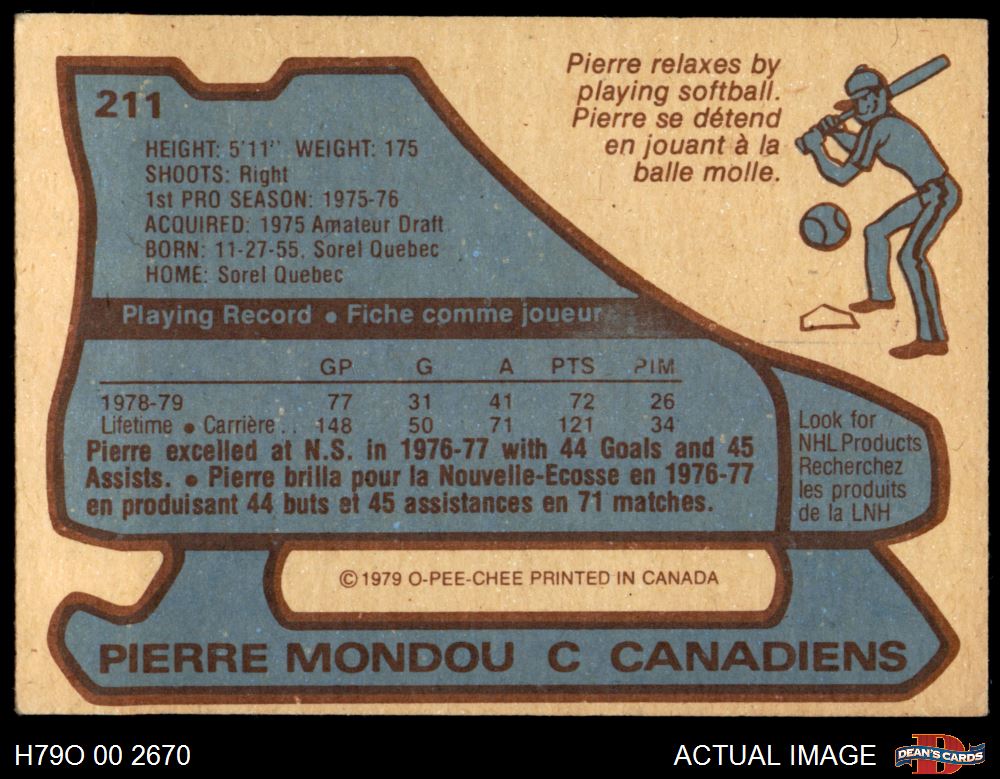 211
HEIGHT: 5'11" WEIGHT: 175
SHOOTS: Right
1st PRO SEASON: 1975-76
ACQUIRED: 1975 Amateur Draft
BORN: 11-27-55, Sorel Quebec
HOME: Sorel Quebec
Pierre relaxes by
playing softball.
Pierre se détend
en jouant à la
balle molle.
Playing Record • Fiche comme joueur
GP G A PTS PIM
1978-79 77 31 41 72 26
Lifetime • Carrière . . 148 50 71 121 34
Pierre excelled at N.S. in 1976-77 with 44 Goals and 45
Assists. • Pierre brilla pour la Nouvelle-Ecosse en 1976-77
en produisant 44 buts et 45 assistances en 71 matches.
Look for
NHL Products
Recherchez
les produits
de la LNH
© 1979 O-PEE-CHEE PRINTED IN CANADA
PIERRE MONDOU C CANADIENS
H79O 00 2670
ACTUAL IMAGE
DEAN'S CARDS